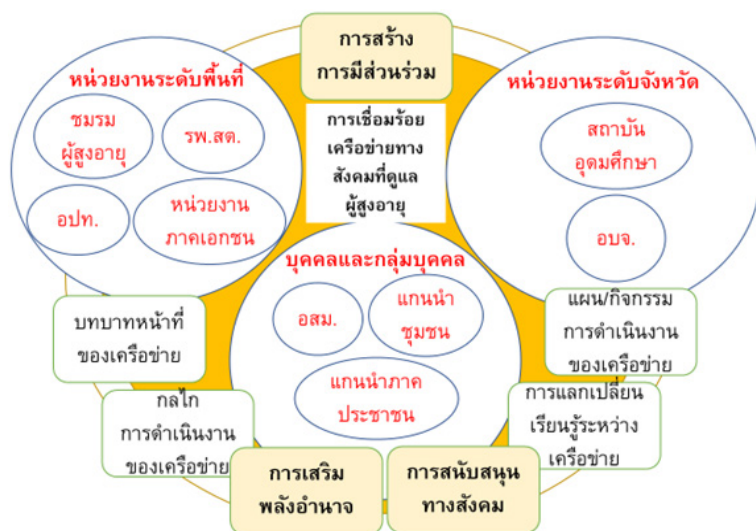 การสร้าง
การมีส่วนร่วม
หน่วยงานระดับพื้นที่
ชมรม
ผู้สูงอายุ
รพ.สต.
อปท.
หน่วยงาน
ภาคเอกชน
การเชื่อมร้อย
เครือข่ายทาง
สังคมที่ดูแล
ผู้สูงอายุ
หน่วยงานระดับจังหวัด
สถาบัน
อุดมศึกษา
อบจ.
บุคคลและกลุ่มบุคคล
อสม.
แกนนำ
ชุมชน
แกนนำภาค
ประชาชน
บทบาทหน้าที่
ของเครือข่าย
กลไก
การดำเนินงาน
ของเครือข่าย
แผน/กิจกรรม
การดำเนินงาน
ของเครือข่าย
การแลกเปลี่ยน
เรียนรู้ระหว่าง
เครือข่าย
การเสริม
พลังอำนาจ
การสนับสนุน
ทางสังคม